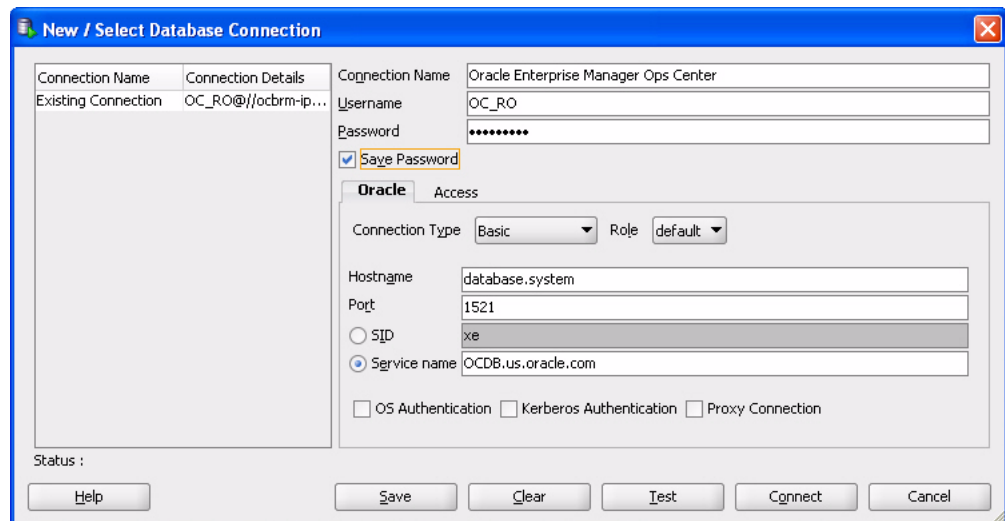 New / Select Database Connection
Connection Name Connection Details
Existing Connection OC_RO@//ocbrm-ip...
Connection Name Oracle Enterprise Manager Ops Center
Username OC_RO
Password •••••••••
Save Password
Oracle Access
Connection Type Basic Role default
Hostname database.system
Port 1521
SID xe
Service name OCDB.us.oracle.com
OS Authentication Kerberos Authentication Proxy Connection
Status :
Help Save Clear Test Connect Cancel